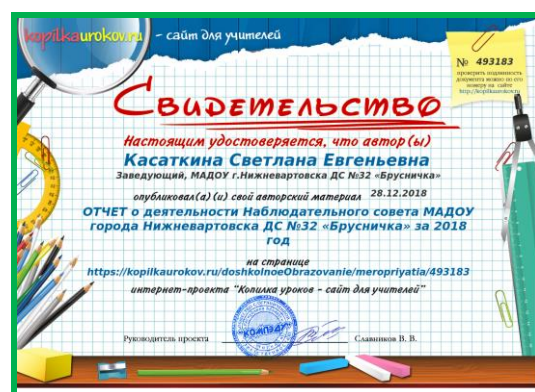 kopilkaurokov.ru - сайт для учителей
№ 493183
проверить подлинность
документа можно по его
номеру на сайте
http://kopilkaurokov.ru
Свидетельство
Настоящим удостоверяется, что автор(ы)
Касаткина Светлана Евгеньевна
Заведующий, МАДОУ г.Нижневартовска ДС №32 «Брусничка»
опубликовал(а)(и) свой авторский материал 28.12.2018
ОТЧЕТ о деятельности Наблюдательного совета МАДОУ
города Нижневартовска ДС №32 «Брусничка» за 2018
год
на странице
https://kopilkaurokov.ru/doshkolnoeObrazovanie/meropriyatia/493183
интернет-проекта "Копилка уроков - сайт для учителей"
Руководитель проекта Славников В. В.
"КОМПЭДУ"